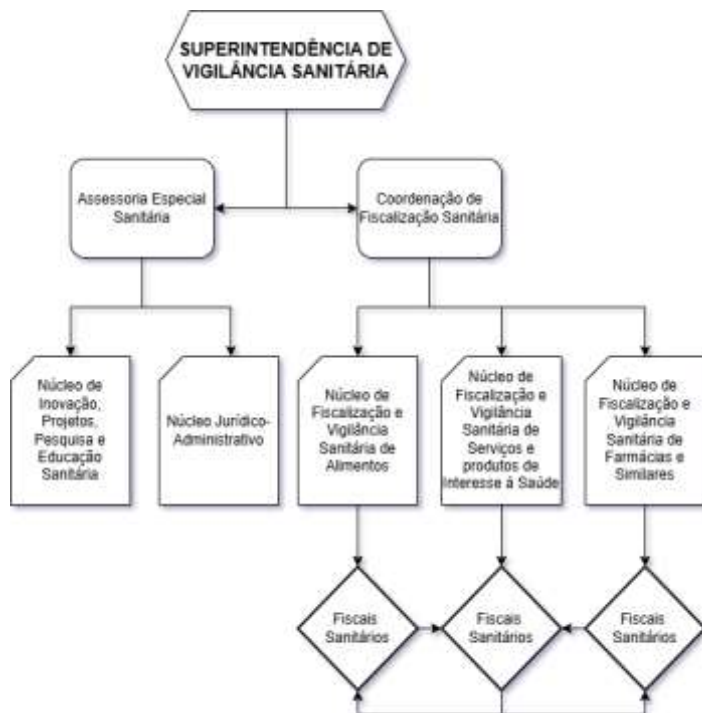 SUPERINTENDÊNCIA DE
VIGILÂNCIA SANITÁRIA
Assessoria Especial
Sanitária
Coordenação de
Fiscalização Sanitária
Núcleo de
Inovação,
Projetos,
Pesquisa e
Educação
Sanitária
Núcleo Jurídico-
Administrativo
Núcleo de
Fiscalização e
Vigilância
Sanitária de
Alimentos
Núcleo de
Fiscalização e
Vigilância
Sanitária de
Serviços e
produtos de
Interesse á Saúde
Núcleo de
Fiscalização e
Vigilância
Sanitária de
Farmácias e
Similares
Fiscais
Sanitários
Fiscais
Sanitários
Fiscais
Sanitários